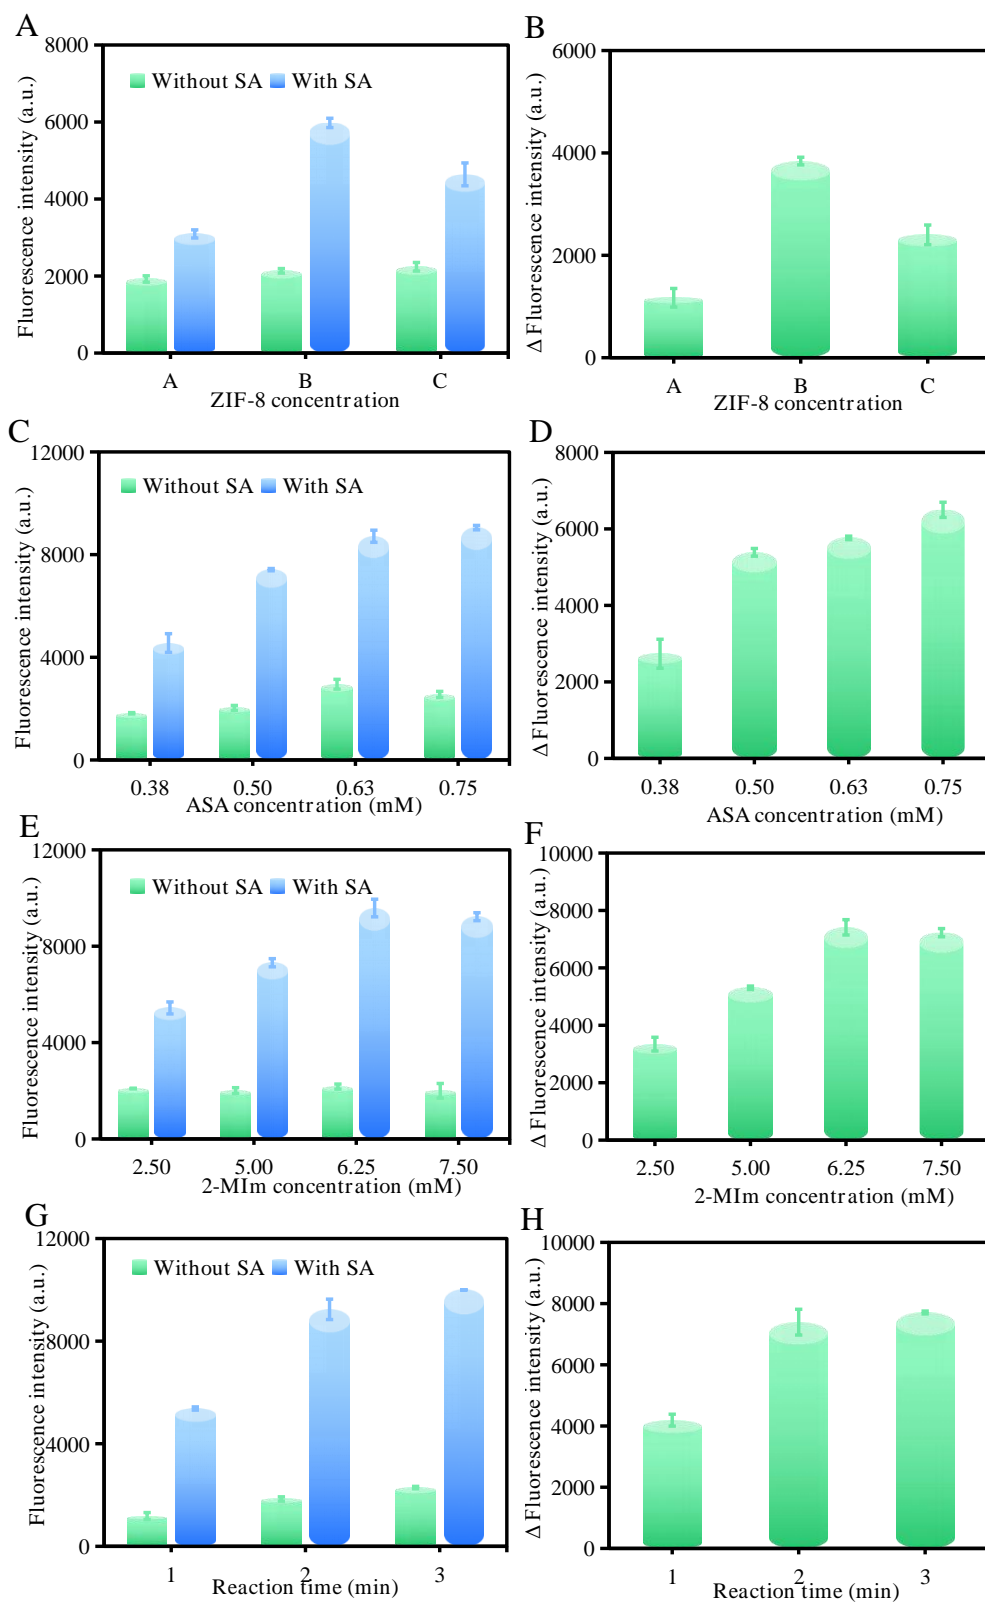 A
Fluorescence intensity (a.u.)
8000
6000
4000
2000
0
Without SA With SA
A B C
ZIF-8 concentration
B
Δ Fluorescence intensity (a.u.)
6000
4000
2000
0
A B C
ZIF-8 concentration
C
Fluorescence intensity (a.u.)
12000
8000
4000
0
Without SA With SA
0.38 0.50 0.63 0.75
ASA concentration (mM)
D
Δ Fluorescence intensity (a.u.)
8000
6000
4000
2000
0
0.38 0.50 0.63 0.75
ASA concentration (mM)
E
Fluorescence intensity (a.u.)
12000
8000
4000
0
Without SA With SA
2.50 5.00 6.25 7.50
2-MIm concentration (mM)
F
Δ Fluorescence intensity (a.u.)
10000
8000
6000
4000
2000
0
2.50 5.00 6.25 7.50
2-MIm concentration (mM)
G
Fluorescence intensity (a.u.)
12000
8000
4000
0
Without SA With SA
1 2 3
Reaction time (min)
H
Δ Fluorescence intensity (a.u.)
10000
8000
6000
4000
2000
0
1 2 3
Reaction time (min)